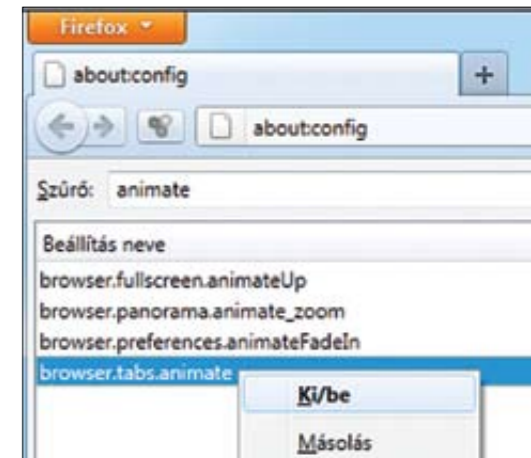 Firefox
about:config
about:config
Szűrő: animate
Beállítás neve
browser.fullscreen.animateUp
browser.panorama.animate_zoom
browser.preferences.animateFadeIn
browser.tabs.animate
Ki/be
Másolás